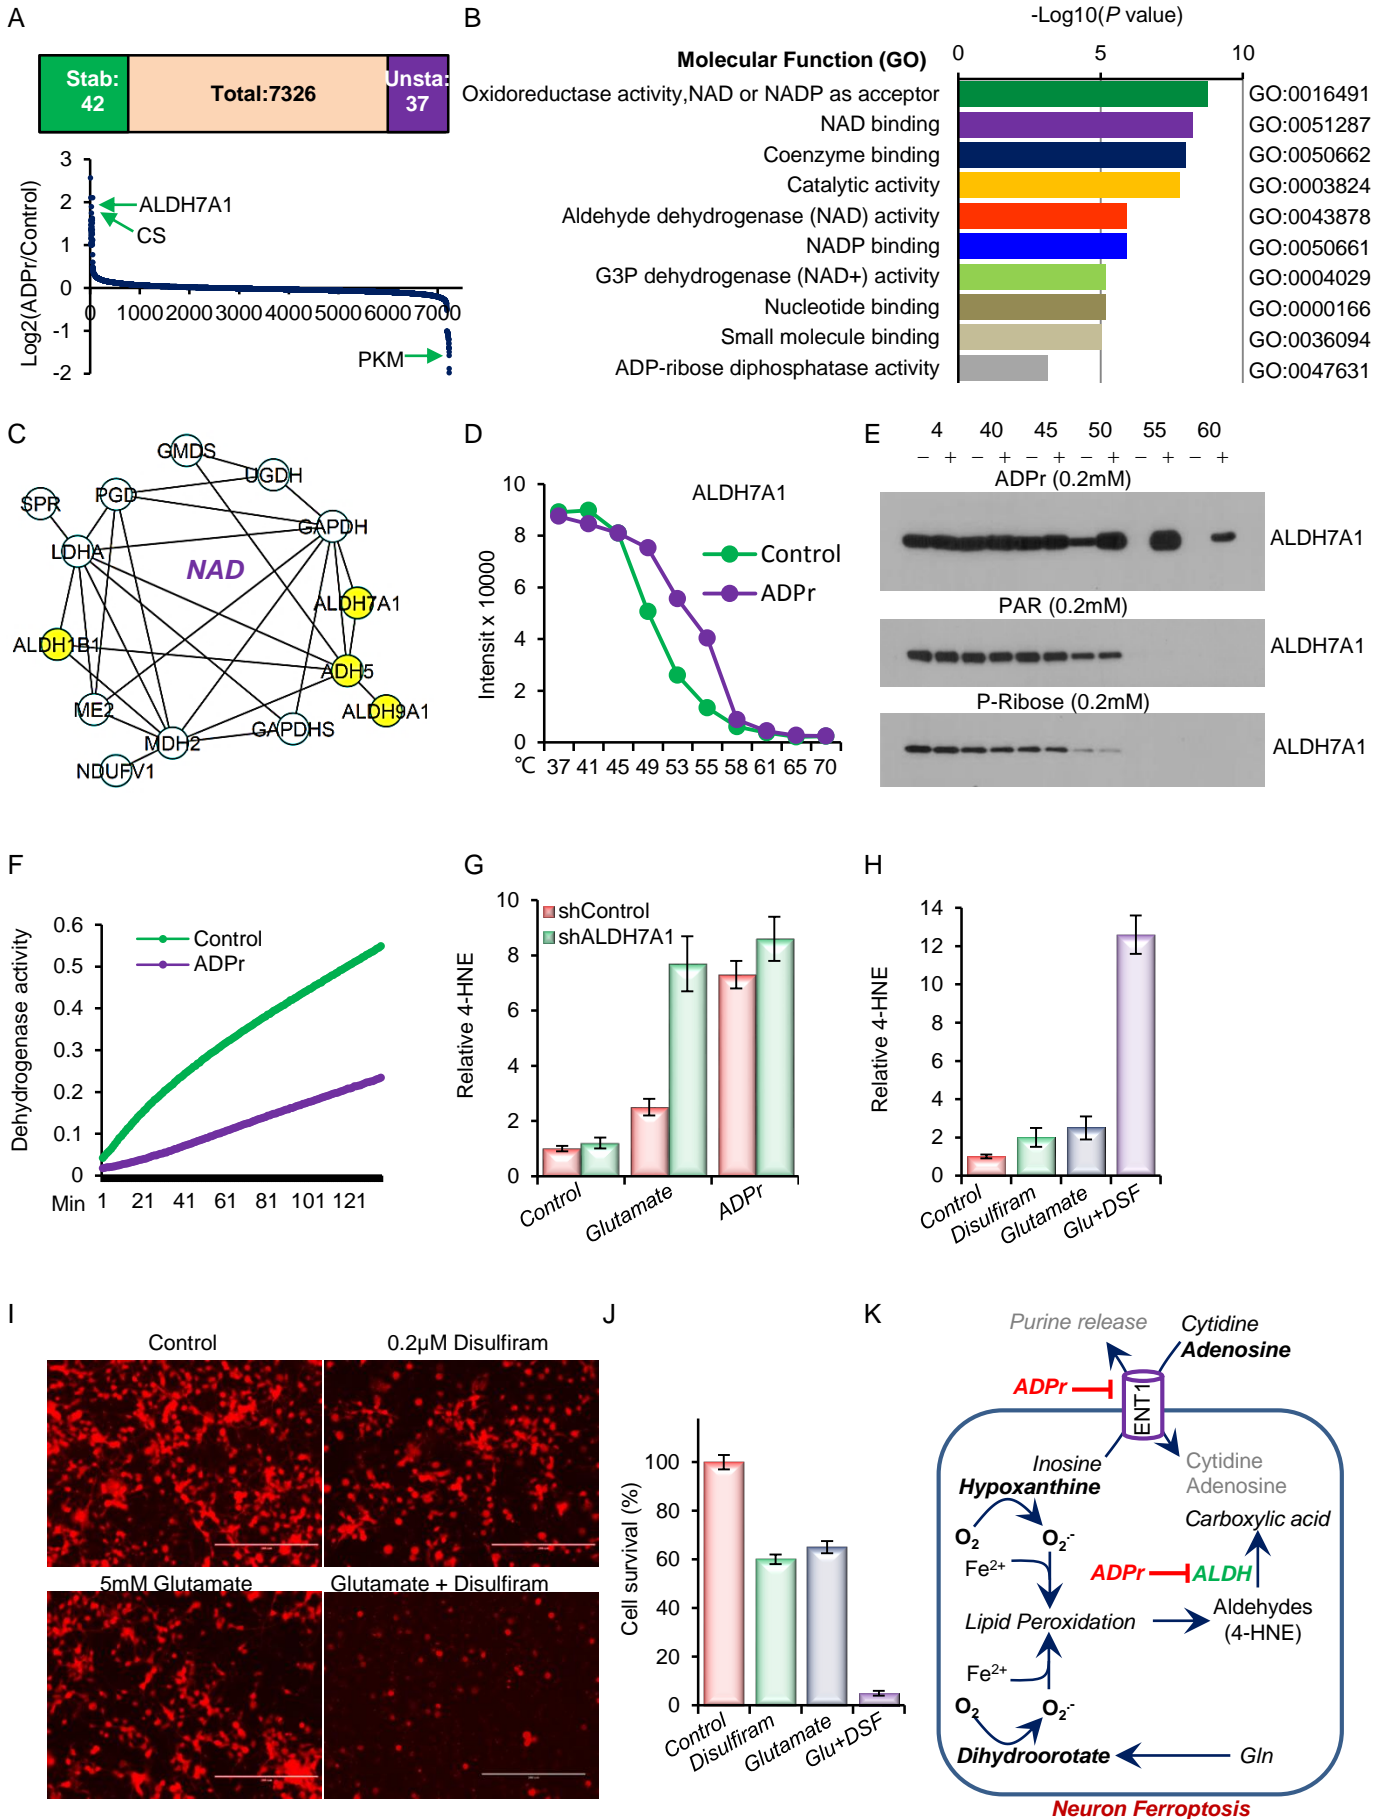 A
Stab:
42
Total:7326
Unsta:
37
Log2(ADPr/Control)
3
2
1
0
-1
-2
ALDH7A1
CS
PKM
0 1000 2000 3000 4000 5000 6000 7000
B
-Log10(P value)
Molecular Function (GO)
0 5 10
Oxidoreductase activity,NAD or NADP as acceptor GO:0016491
NAD binding GO:0051287
Coenzyme binding GO:0050662
Catalytic activity GO:0003824
Aldehyde dehydrogenase (NAD) activity GO:0043878
NADP binding GO:0050661
G3P dehydrogenase (NAD+) activity GO:0004029
Nucleotide binding GO:0000166
Small molecule binding GO:0036094
ADP-ribose diphosphatase activity GO:0047631
C
GMDS
UGDH
SPR
PGD
GAPDH
LDHA
NAD
ALDH7A1
ALDH1B1
ADH5
ME2
ALDH9A1
GAPDHS
MDH2
NDUFV1
D
ALDH7A1
Control
ADPr
Intensit x 10000
10
8
6
4
2
0
℃ 37 41 45 49 53 55 58 61 65 70
E
4 40 45 50 55 60
− + − + − + − + − + − +
ADPr (0.2mM)
ALDH7A1
PAR (0.2mM)
ALDH7A1
P-Ribose (0.2mM)
ALDH7A1
F
Dehydrogenase activity
0.6
0.5
0.4
0.3
0.2
0.1
0
Control
ADPr
Min 1 21 41 61 81 101 121
G
Relative 4-HNE
10
8
6
4
2
0
shControl
shALDH7A1
Control
Glutamate
ADPr
H
Relative 4-HNE
14
12
10
8
6
4
2
0
Control
Disulfiram
Glutamate
Glu+DSF
I
Control
0.2µM Disulfiram
5mM Glutamate
Glutamate + Disulfiram
J
Cell survival (%)
100
80
60
40
20
0
Control
Disulfiram
Glutamate
Glu+DSF
K
Purine release
Cytidine
Adenosine
ADPr
ENT1
Inosine
Hypoxanthine
Cytidine
Adenosine
Carboxylic acid
O2
O2.-
Fe2+
ADPr
ALDH
Lipid Peroxidation
Aldehydes
(4-HNE)
Fe2+
O2
O2.-
Dihydroorotate
Gln
Neuron Ferroptosis